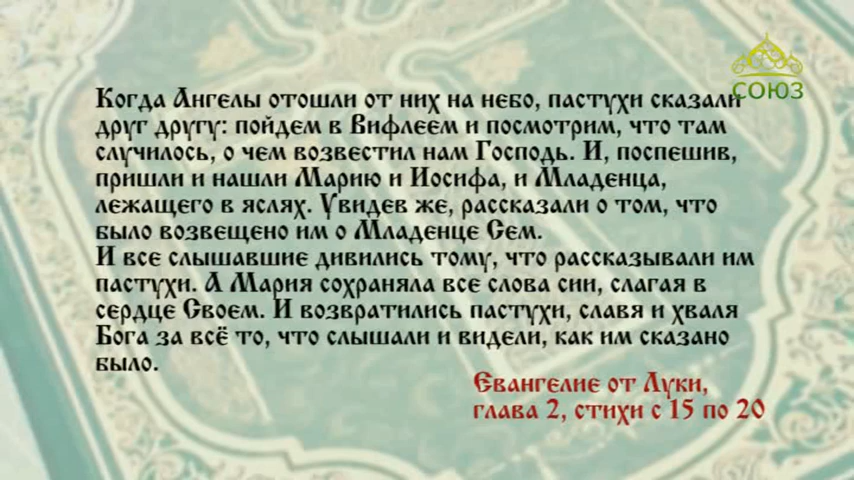 СОЮЗ
Когда Ангелы отошли от них на небо, пастухи сказали
друг другу: пойдем в Вифлеем и посмотрим, что там
случилось, о чем возвестил нам Господь. И, поспешив,
пришли и нашли Марию и Иосифа, и Младенца,
лежащего в яслях. Увидев же, рассказали о том, что
было возвещено им о Младенце Сем.
И все слышавшие дивились тому, что рассказывали им
пастухи. А Мария сохраняла все слова сии, слагая в
сердце Своем. И возвратились пастухи, славя и хваля
Бога за всё то, что слышали и видели, как им сказано
было.
Евангелие от Луки,
глава 2, стихи с 15 по 20